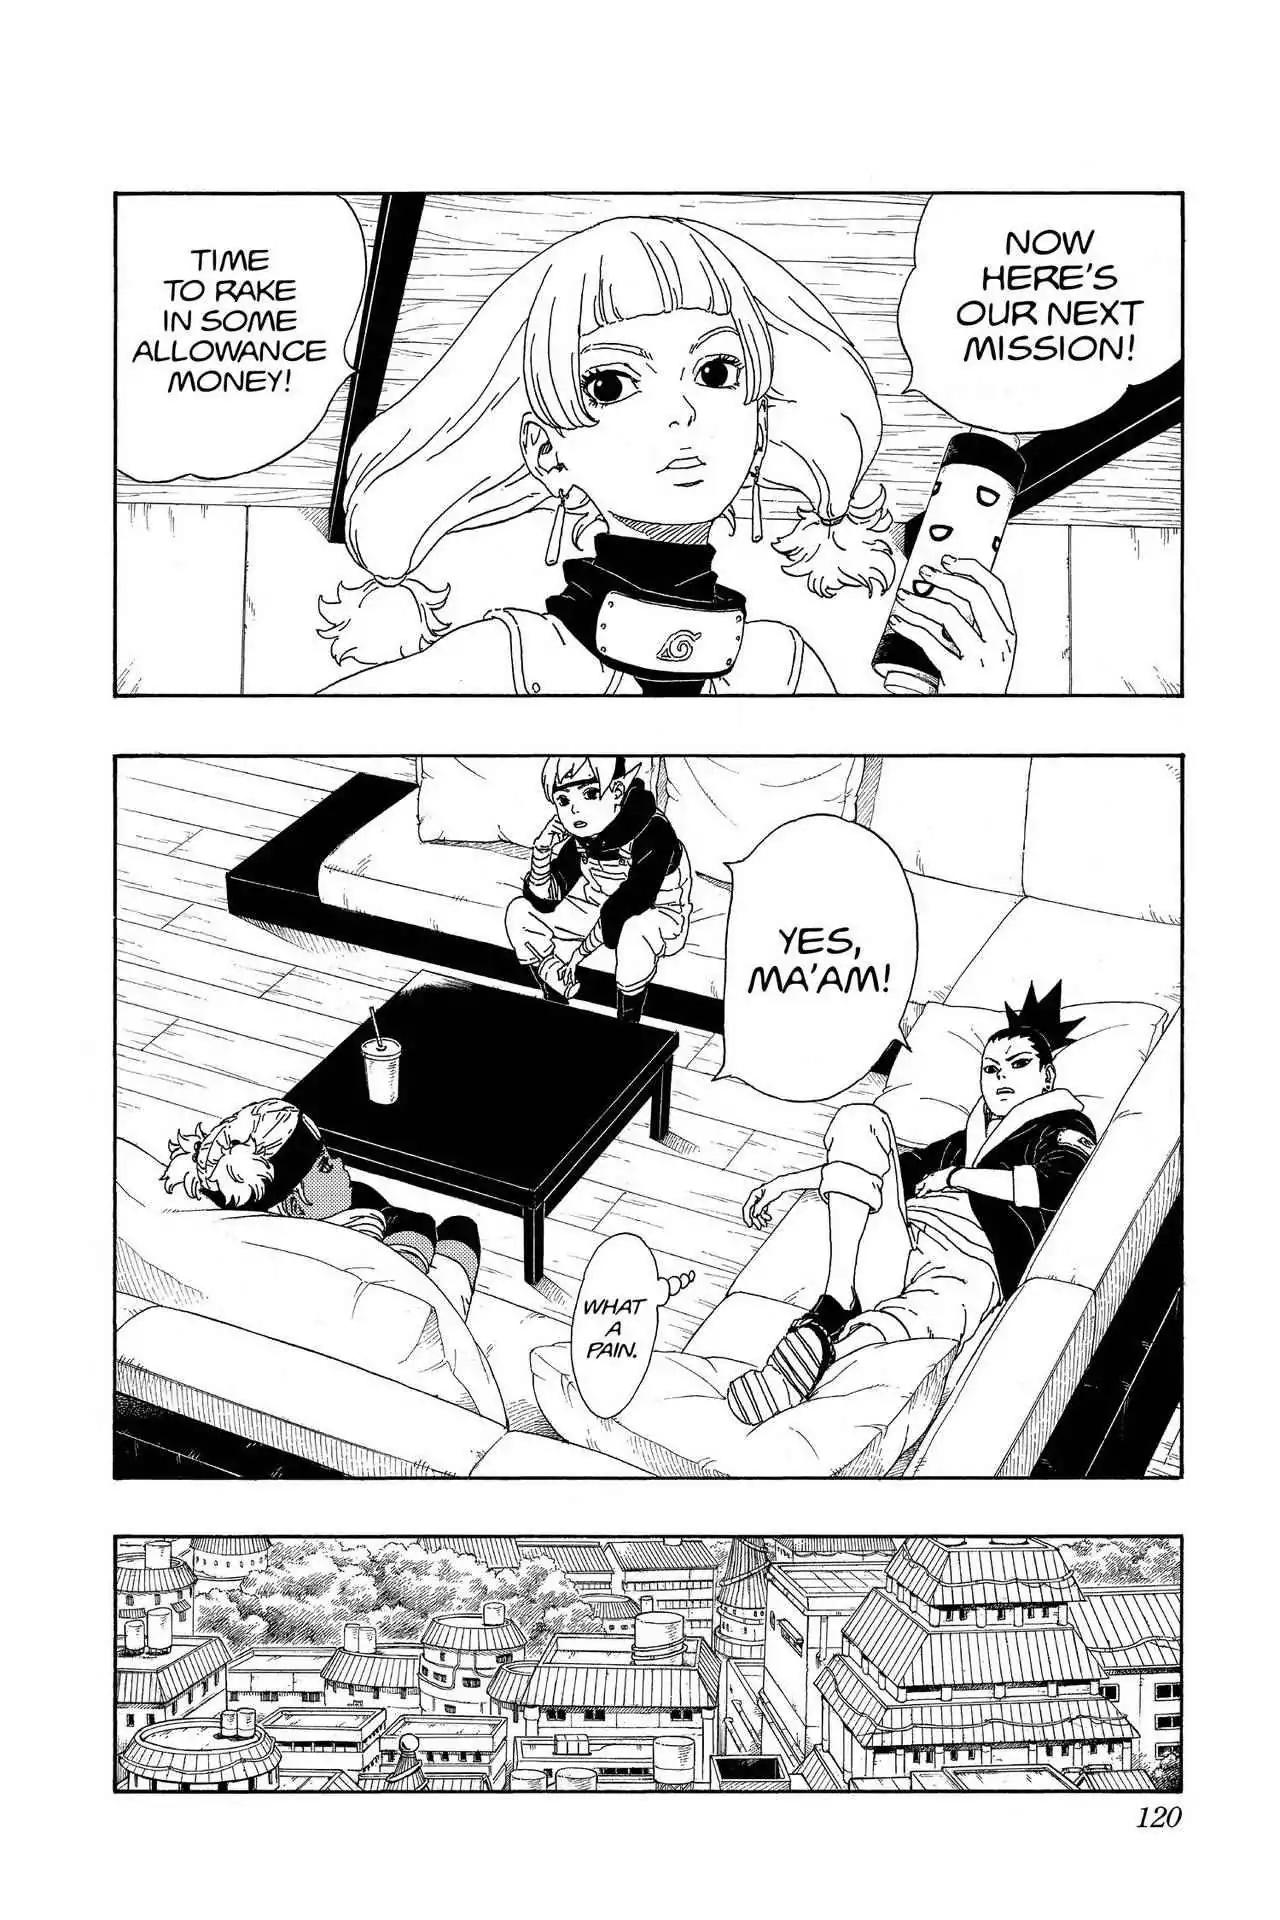 NOW
HERE'S
OUR NEXT
MISSION!
TIME
TO RAKE
IN SOME
ALLOWANCE
MONEY!
YES,
MA'AM!
WHAT
A
PAIN.
120